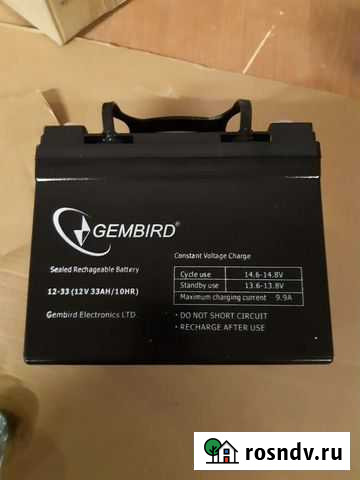 GEMBIRD®
Sealed Rechageable Battery
12-33 (12V 33AH/10HR)
Gembird Electronics LTD.
Constant Voltage Charge
Cycle use 14.6-14.8V
Standby use 13.6-13.8V
Maximum charging current 9.9A
• DO NOT SHORT CIRCUIT
• RECHARGE AFTER USE
rosndv.ru